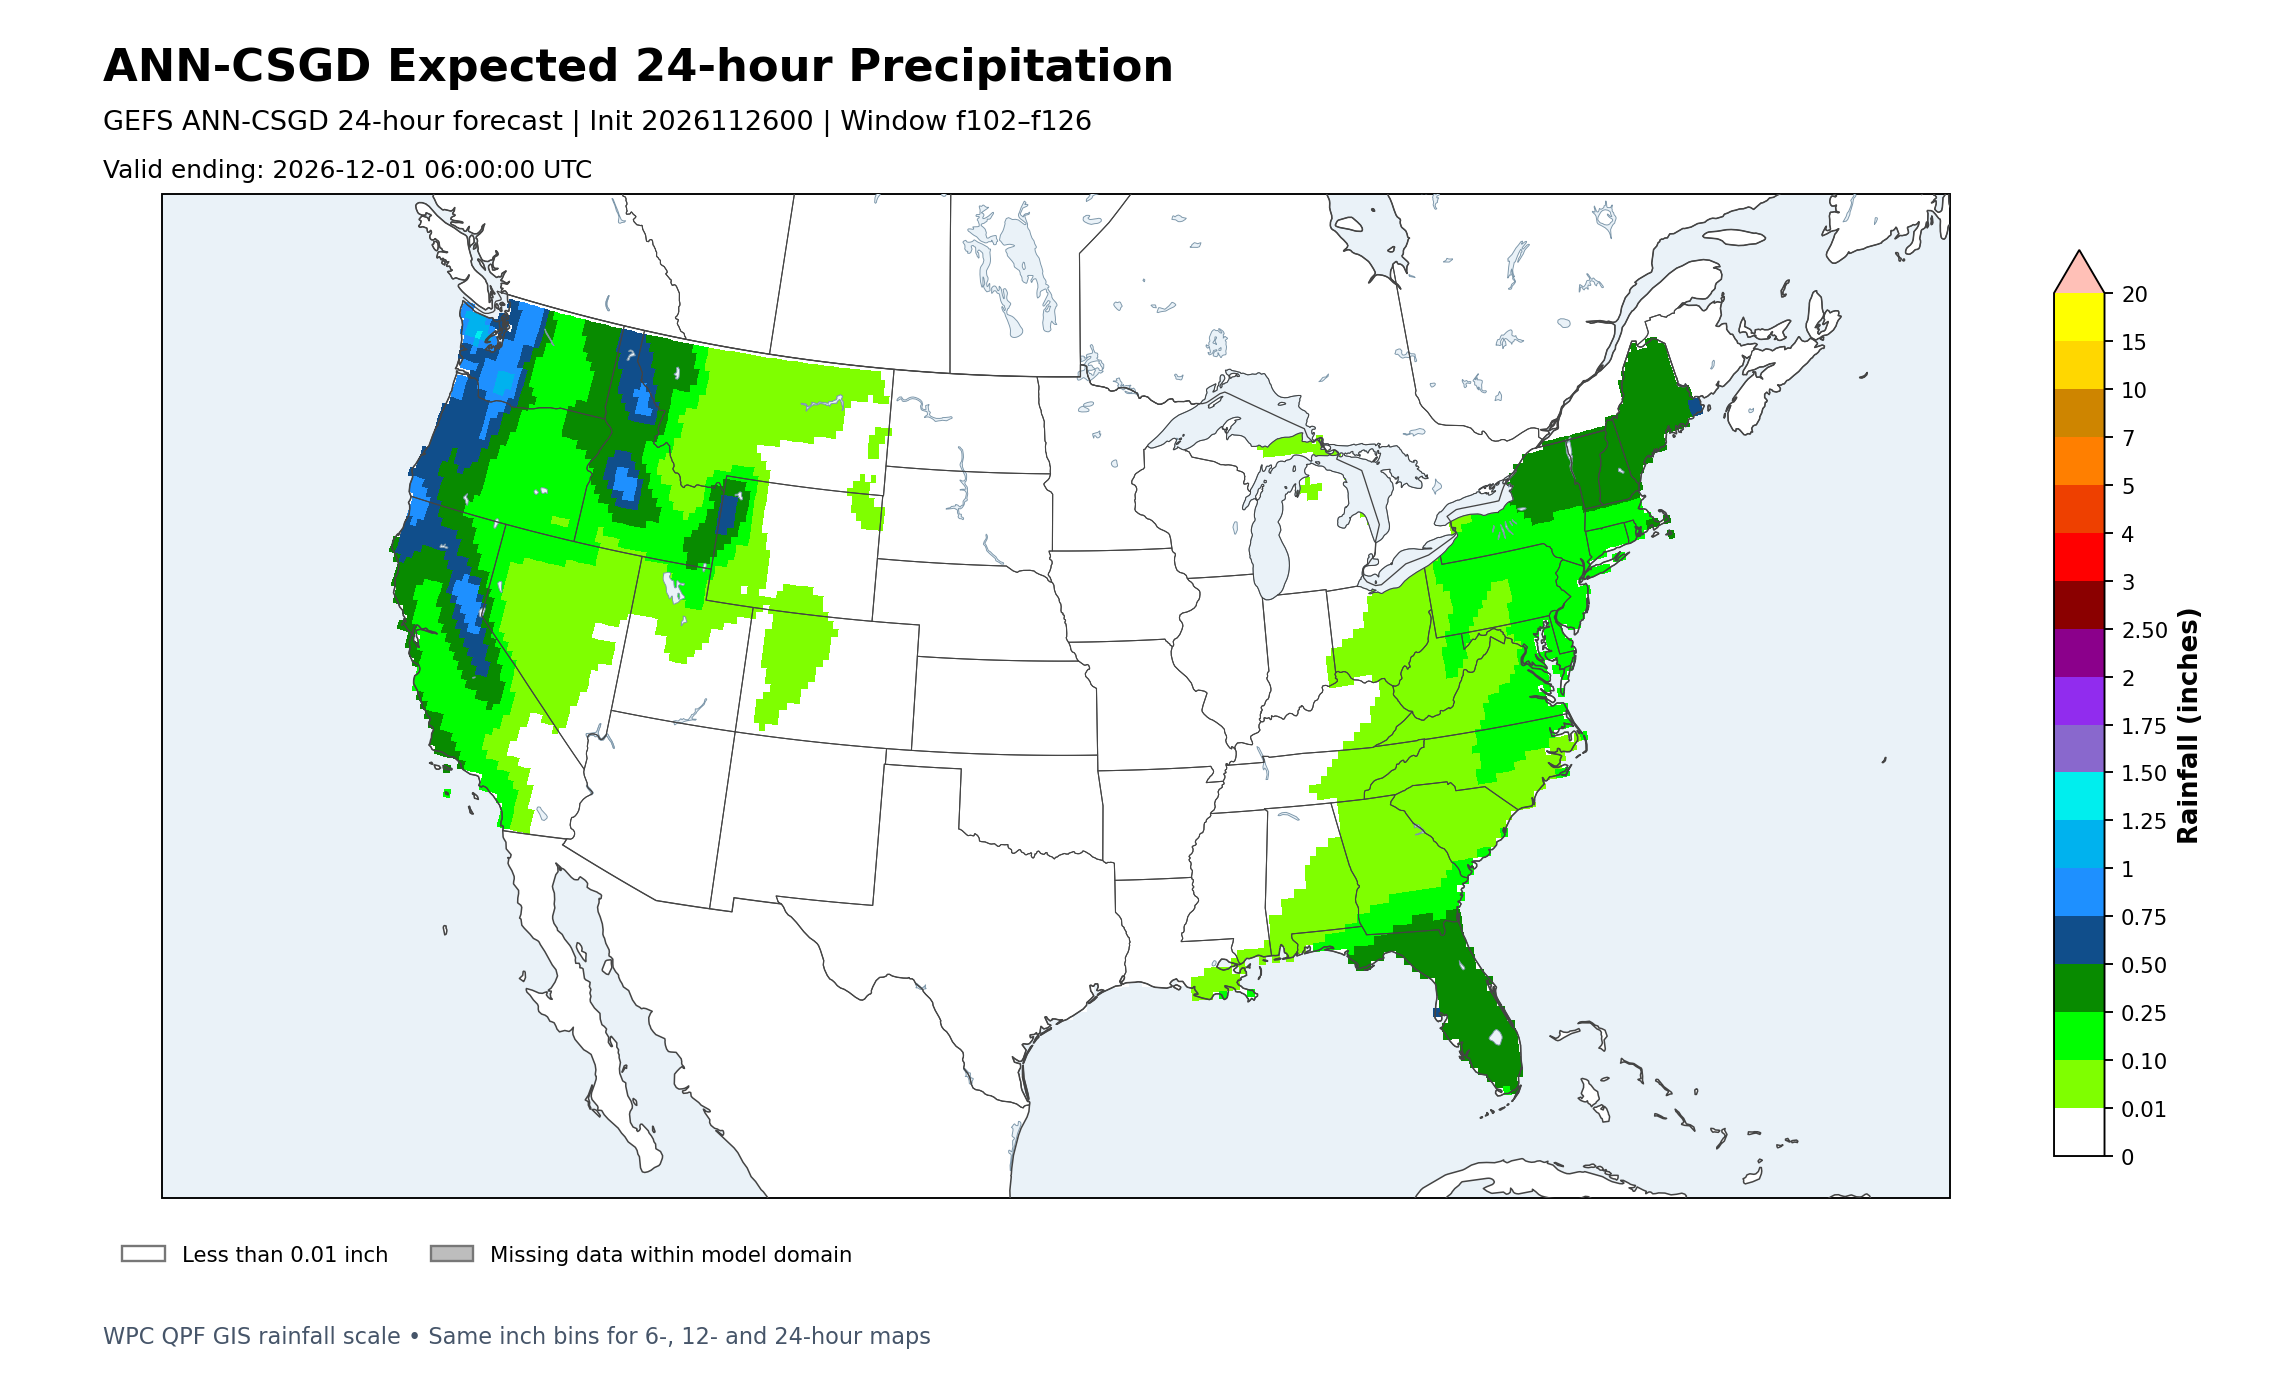 ANN-CSGD Expected 24-hour Precipitation
GEFS ANN-CSGD 24-hour forecast | Init 2026112600 | Window f102–f126
Valid ending: 2026-12-01 06:00:00 UTC
20
15
10
7
5
4
3
2.50
2
1.75
1.50
1.25
1
0.75
0.50
0.25
0.10
0.01
0
Rainfall (inches)
Less than 0.01 inch
Missing data within model domain
WPC QPF GIS rainfall scale • Same inch bins for 6-, 12- and 24-hour maps